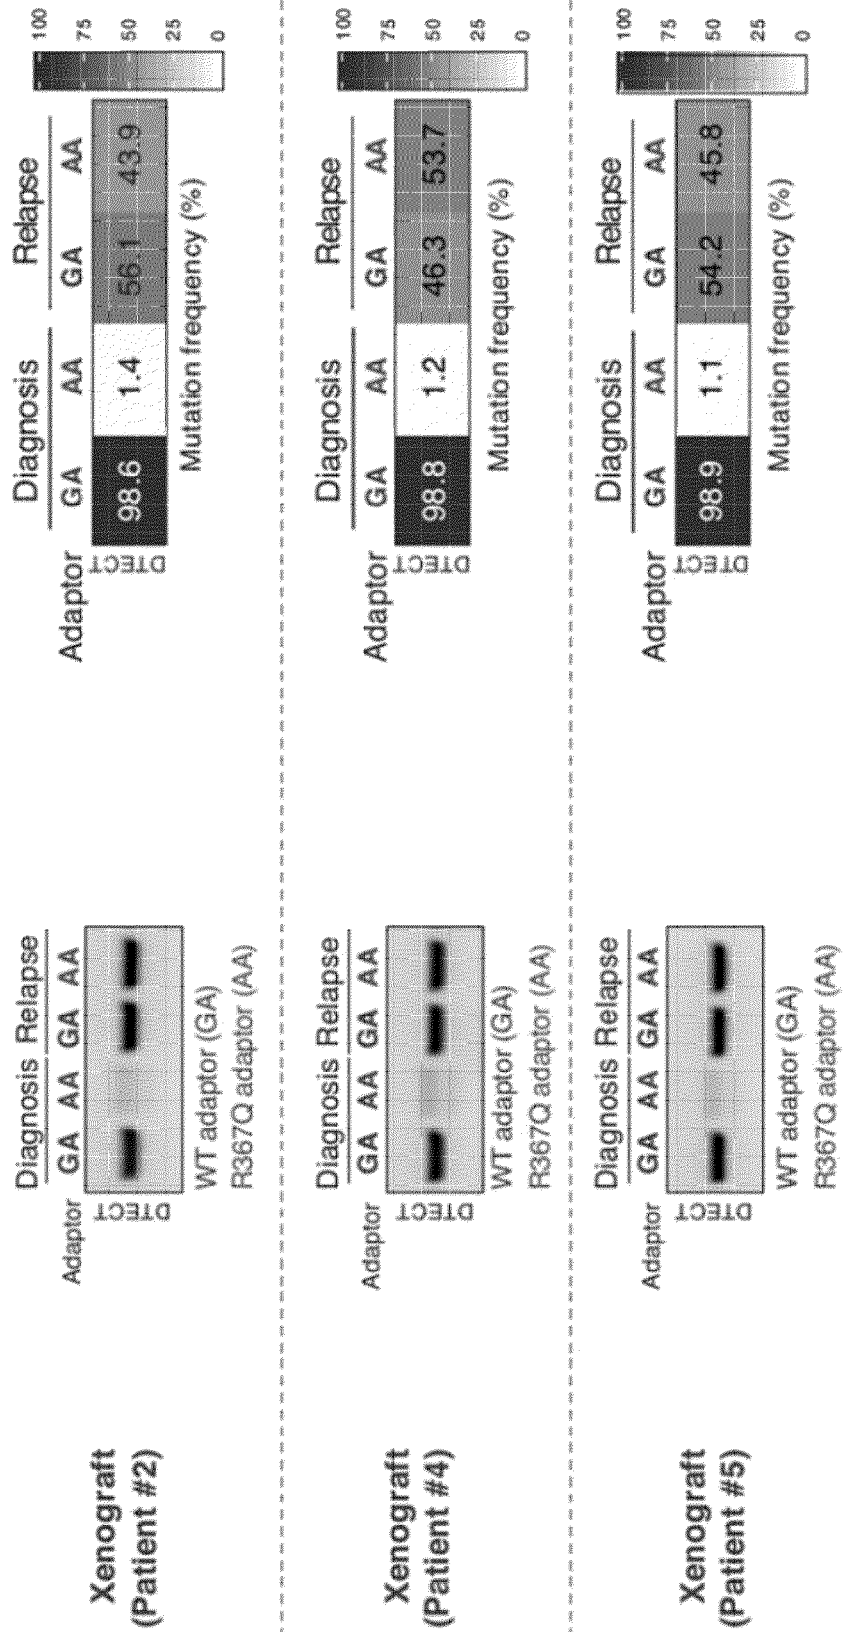 Xenograft
(Patient #2)
Diagnosis Relapse
Adaptor GA AA GA AA
DTECT
WT adaptor (GA)
R367Q adaptor (AA)
Diagnosis Relapse
Adaptor GA AA GA AA
DTECT 98.6 1.4 56.1 43.9
Mutation frequency (%)
100
75
50
25
0
Xenograft
(Patient #4)
Diagnosis Relapse
Adaptor GA AA GA AA
DTECT
WT adaptor (GA)
R367Q adaptor (AA)
Diagnosis Relapse
Adaptor GA AA GA AA
DTECT 98.8 1.2 46.3 53.7
Mutation frequency (%)
100
75
50
25
0
Xenograft
(Patient #5)
Diagnosis Relapse
Adaptor GA AA GA AA
DTECT
WT adaptor (GA)
R367Q adaptor (AA)
Diagnosis Relapse
Adaptor GA AA GA AA
DTECT 98.9 1.1 54.2 45.8
Mutation frequency (%)
100
75
50
25
0